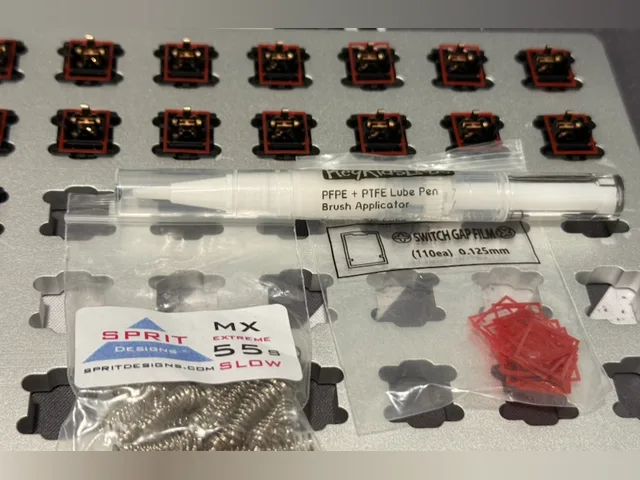 PFPE + PTFE Lube Pen
Brush Applicator
SWITCH GAP FILM
(110ea) 0.125mm
SPRIT
DESIGNS
SPRITDESIGNS.COM
MX
EXTREME
55s
SLOW